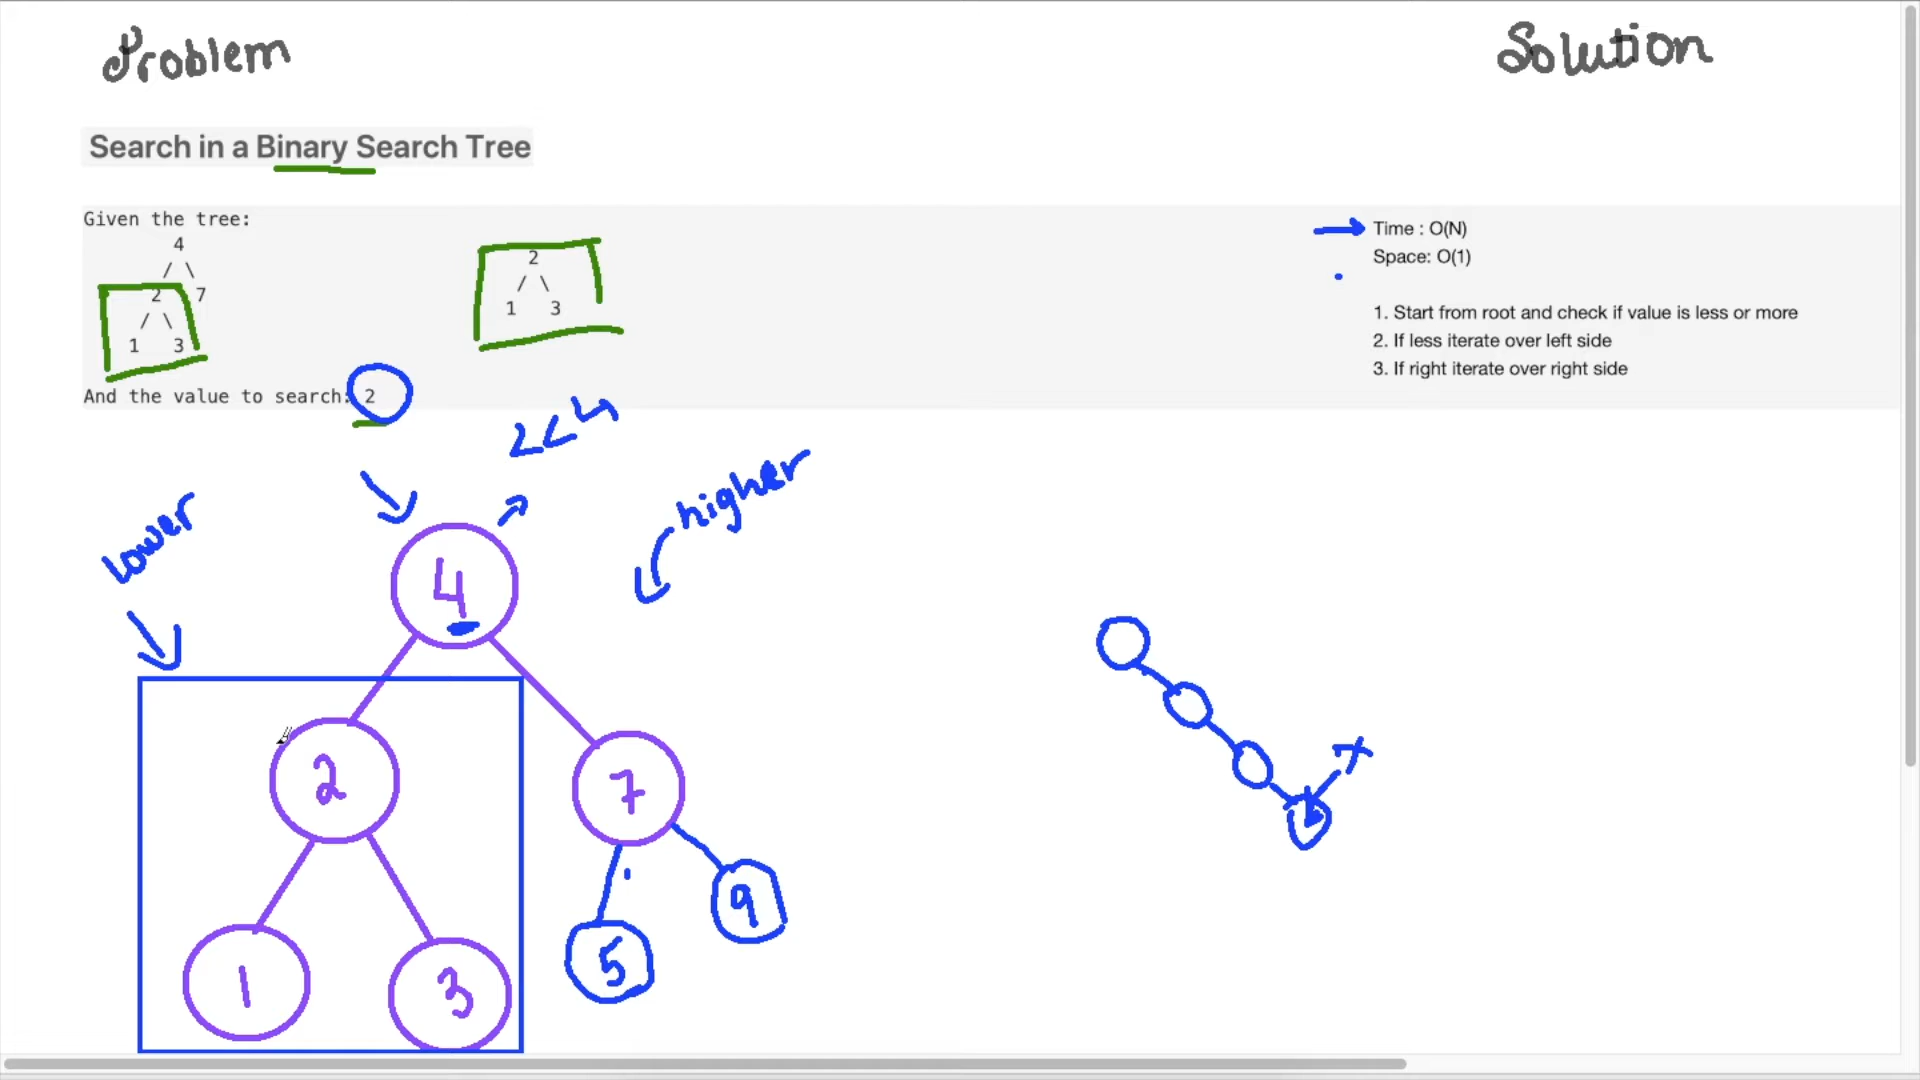 Problem
Solution
Search in a Binary Search Tree
Given the tree:
4
/ \
2 7
/ \
1 3
2
/ \
1 3
And the value to search: 2
Time : O(N)
Space: O(1)
1. Start from root and check if value is less or more
2. If less iterate over left side
3. If right iterate over right side
2<4
higher
lower
4
2
7
1
3
5
9